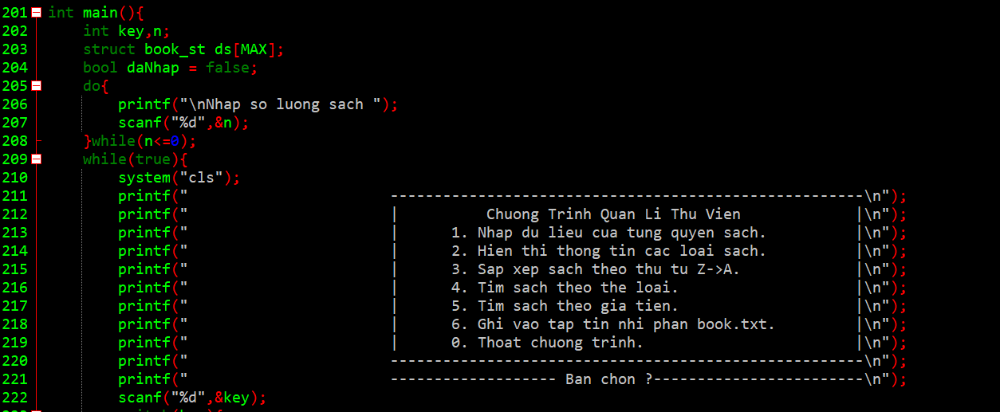 201 int main(){
202     int key,n;
203     struct book_st ds[MAX];
204     bool daNhap = false;
205     do{
206         printf("\nNhap so luong sach ");
207         scanf("%d",&n);
208     }while(n<=0);
209     while(true){
210         system("cls");
211         printf("                       ------------------------------------------------------\n");
212         printf("                       |          Chuong Trinh Quan Li Thu Vien             |\n");
213         printf("                       |      1. Nhap du lieu cua tung quyen sach.          |\n");
214         printf("                       |      2. Hien thi thong tin cac loai sach.          |\n");
215         printf("                       |      3. Sap xep sach theo thu tu Z->A.             |\n");
216         printf("                       |      4. Tim sach theo the loai.                    |\n");
217         printf("                       |      5. Tim sach theo gia tien.                    |\n");
218         printf("                       |      6. Ghi vao tap tin nhi phan book.txt.         |\n");
219         printf("                       |      0. Thoat chuong trinh.                        |\n");
220         printf("                       ------------------------------------------------------\n");
221         printf("                       ------------------- Ban chon ?------------------------\n");
222         scanf("%d",&key);